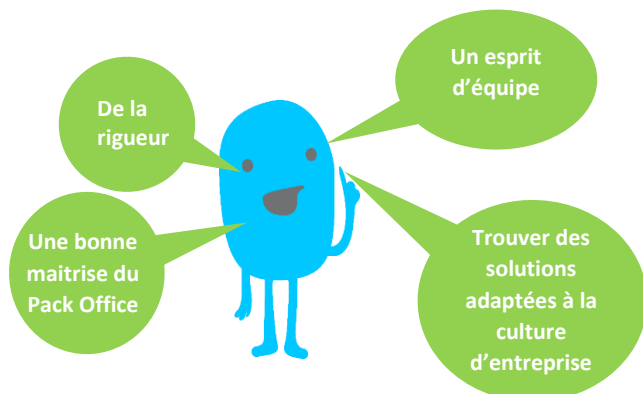 De la
rigueur
Un esprit
d'équipe
Une bonne
maitrise du
Pack Office
Trouver des
solutions
adaptées à la
culture
d'entreprise